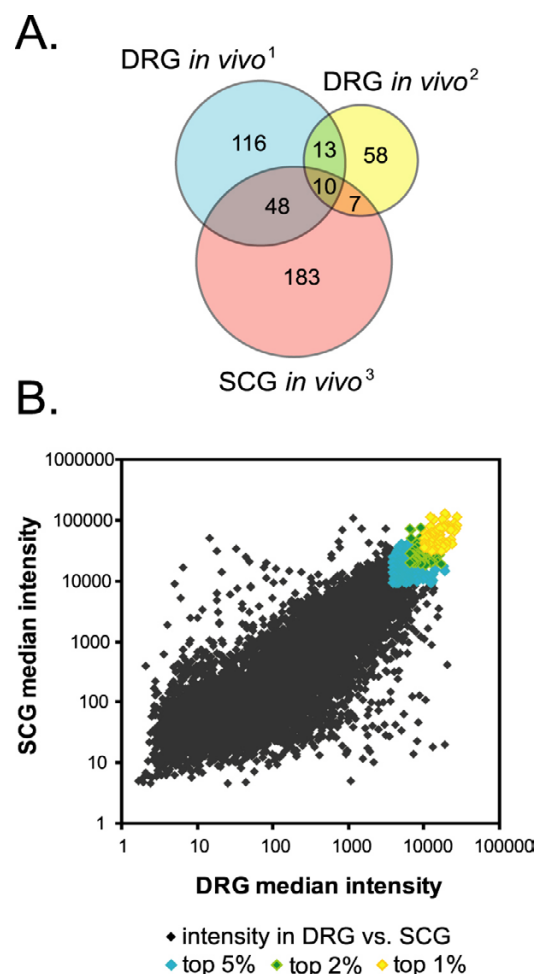 A.
DRG in vivo1
DRG in vivo2
116
13
58
10
48
7
183
SCG in vivo3
B.
1000000
100000
10000
1000
100
10
1
SCG median intensity
1 10 100 1000 10000 100000
DRG median intensity
intensity in DRG vs. SCG
top 5% top 2% top 1%